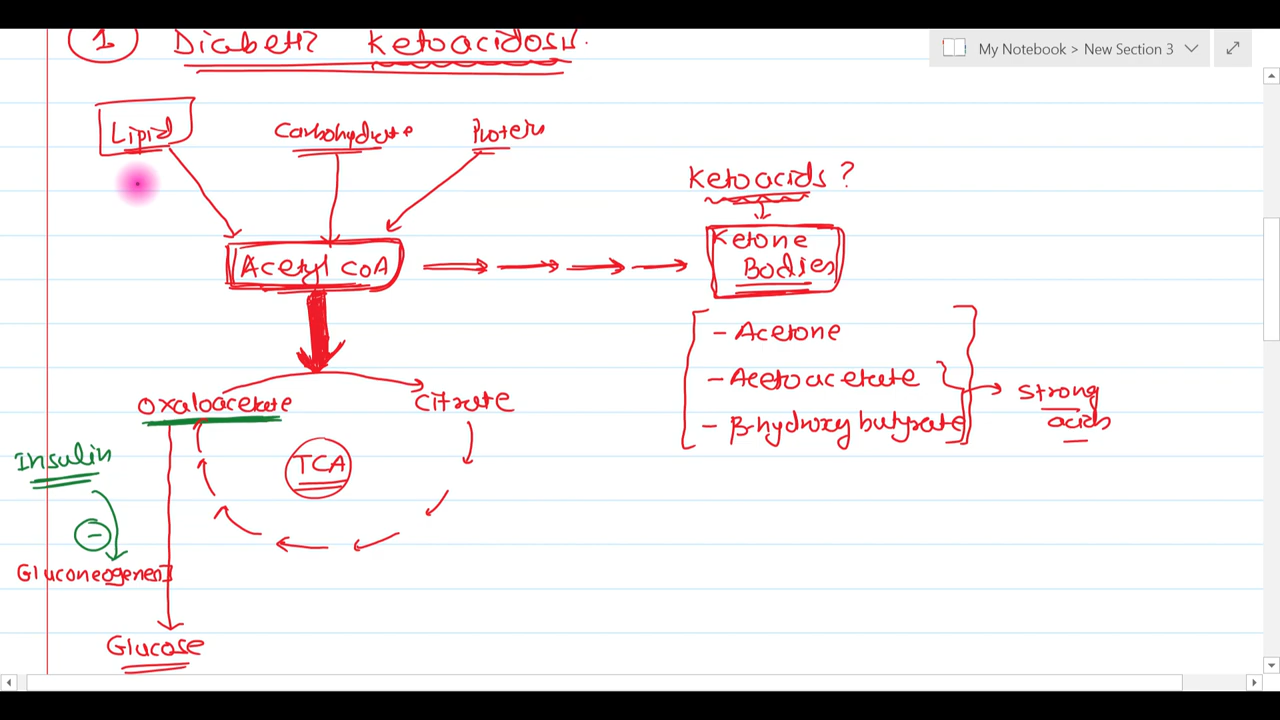 1 Diabetic Ketoacidosis.
My Notebook > New Section 3
Lipid Carbohydrate Protein
Ketoacids ?
Acetyl CoA
Ketone
Bodies
- Acetone
- Acetoacetate
- β-hydroxy butyrate
Strong
acids
Oxaloacetate Citrate
TCA
Insulin
-
Gluconeogenesis
Glucose